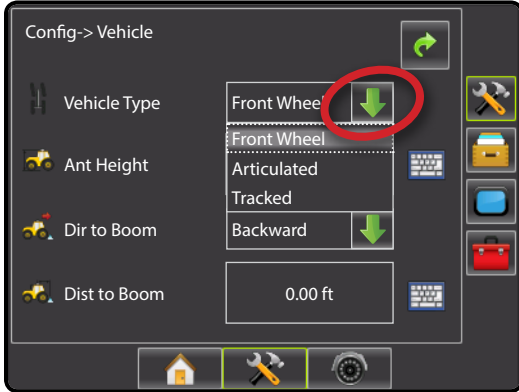 Config-> Vehicle
Vehicle Type
Front Wheel
Front Wheel
Articulated
Tracked
Ant Height
Dir to Boom
Backward
Dist to Boom
0.00 ft